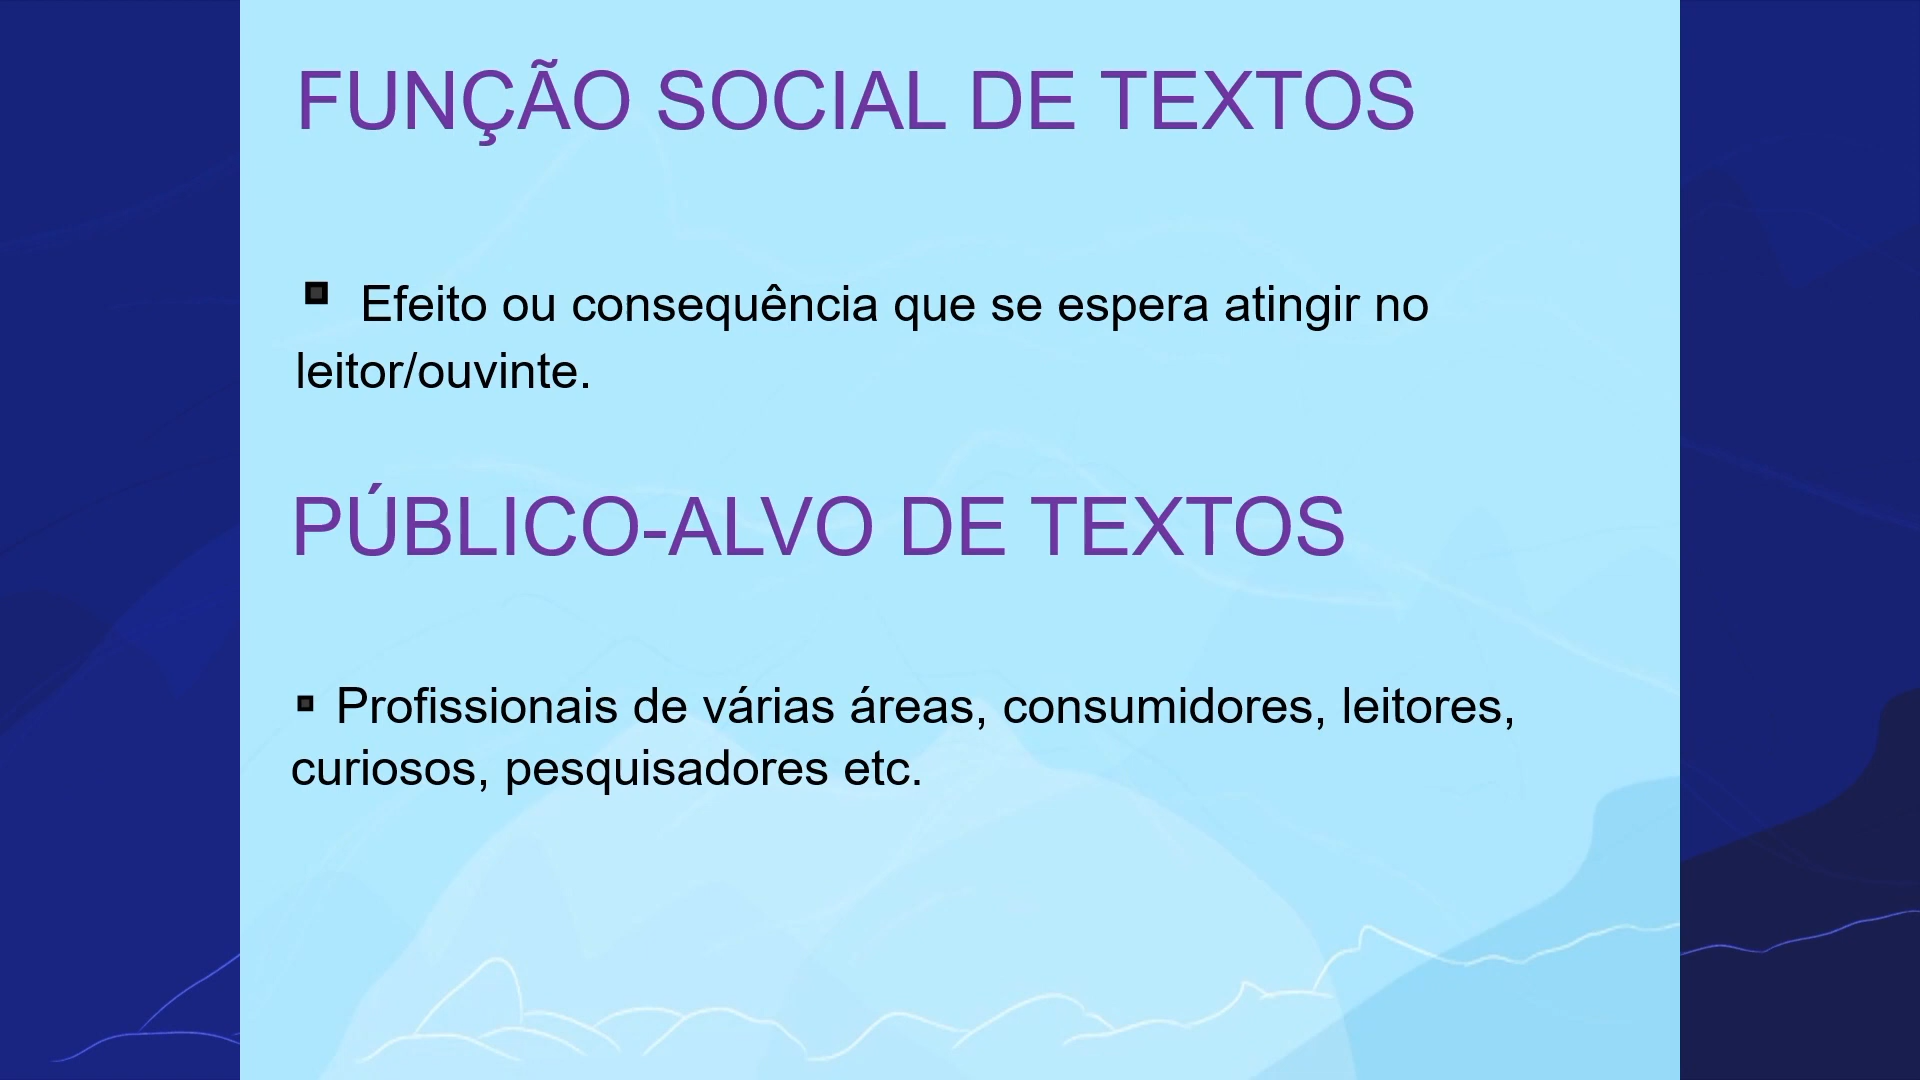 FUNÇÃO SOCIAL DE TEXTOS
▪ Efeito ou consequência que se espera atingir no
leitor/ouvinte.
PÚBLICO-ALVO DE TEXTOS
▪ Profissionais de várias áreas, consumidores, leitores,
curiosos, pesquisadores etc.